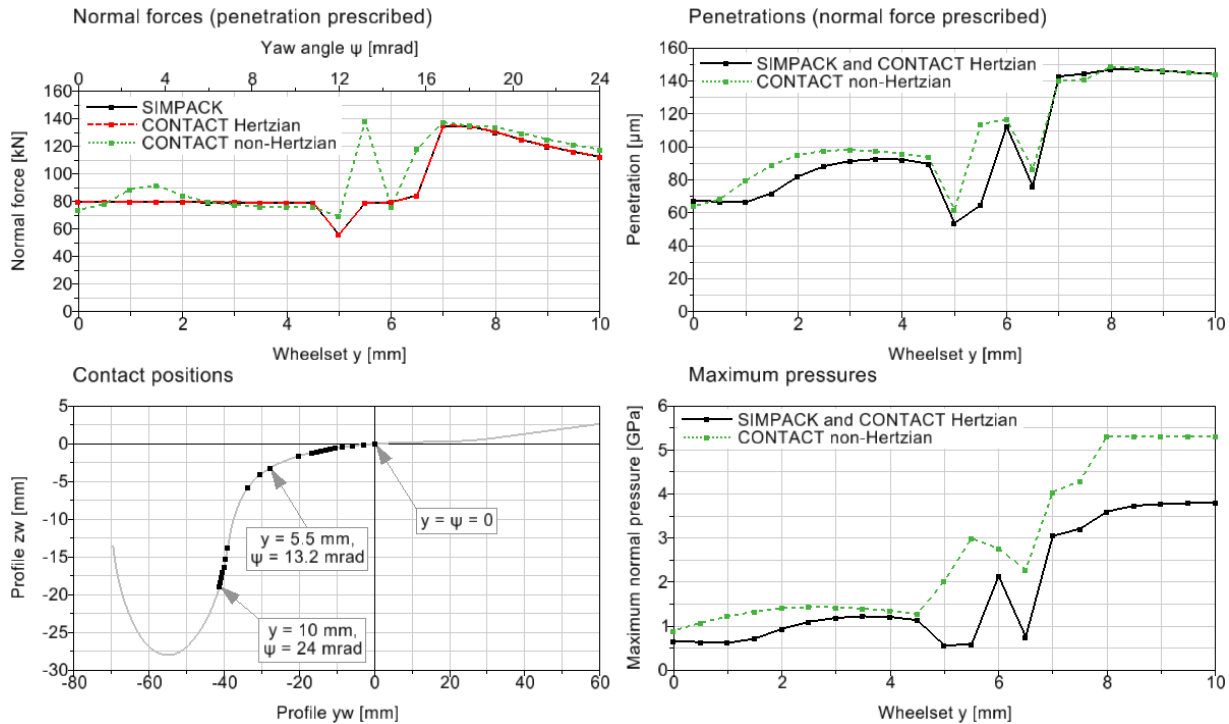 Normal forces (penetration prescribed)
Yaw angle ψ [mrad]
0 4 8 12 16 20 24
160
140
120
100
80
60
40
20
0
Normal force [kN]
SIMPACK
CONTACT Hertzian
CONTACT non-Hertzian
0 2 4 6 8 10
Wheelset y [mm]
Penetrations (normal force prescribed)
160
140
120
100
80
60
40
20
0
Penetration [µm]
SIMPACK and CONTACT Hertzian
CONTACT non-Hertzian
0 2 4 6 8 10
Wheelset y [mm]
Contact positions
5
0
-5
-10
-15
-20
-25
-30
Profile zw [mm]
y = ψ = 0
y = 5.5 mm,
ψ = 13.2 mrad
y = 10 mm,
ψ = 24 mrad
-80 -60 -40 -20 0 20 40 60
Profile yw [mm]
Maximum pressures
6
5
4
3
2
1
0
Maximum normal pressure [GPa]
SIMPACK and CONTACT Hertzian
CONTACT non-Hertzian
0 2 4 6 8 10
Wheelset y [mm]